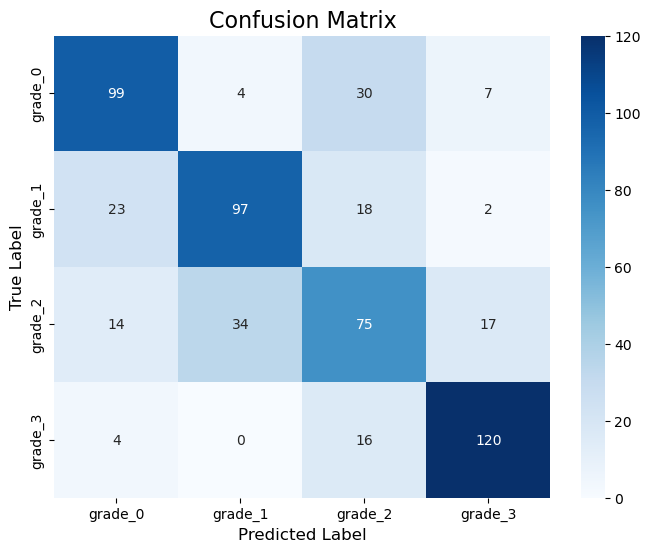 Confusion Matrix
grade_0 99 4 30 7
grade_1 23 97 18 2
grade_2 14 34 75 17
grade_3 4 0 16 120
grade_0 grade_1 grade_2 grade_3
Predicted Label
True Label
120
100
80
60
40
20
0